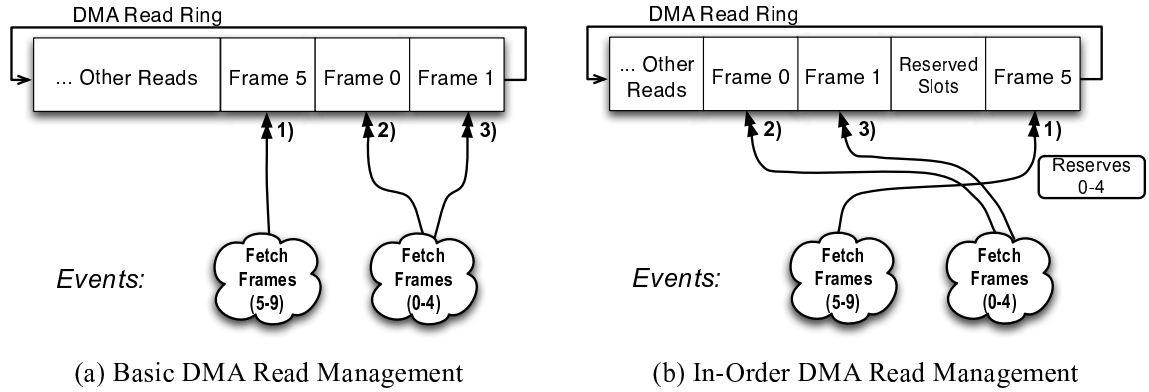 DMA Read Ring
... Other Reads
Frame 5
Frame 0
Frame 1
1)
2)
3)
Events:
Fetch
Frames
(5-9)
Fetch
Frames
(0-4)
(a) Basic DMA Read Management
DMA Read Ring
... Other
Reads
Frame 0
Frame 1
Reserved
Slots
Frame 5
2)
3)
1)
Reserves
0-4
Events:
Fetch
Frames
(5-9)
Fetch
Frames
(0-4)
(b) In-Order DMA Read Management